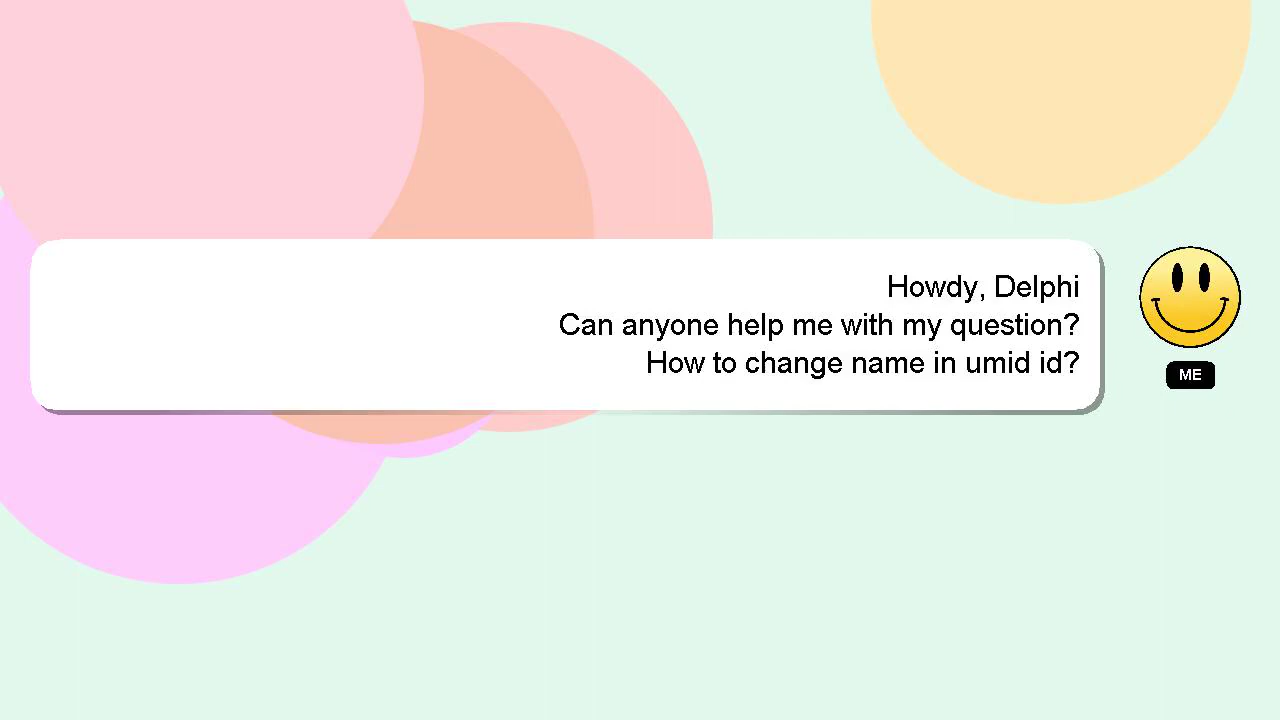 Howdy, Delphi
Can anyone help me with my question?
How to change name in umid id?
ME